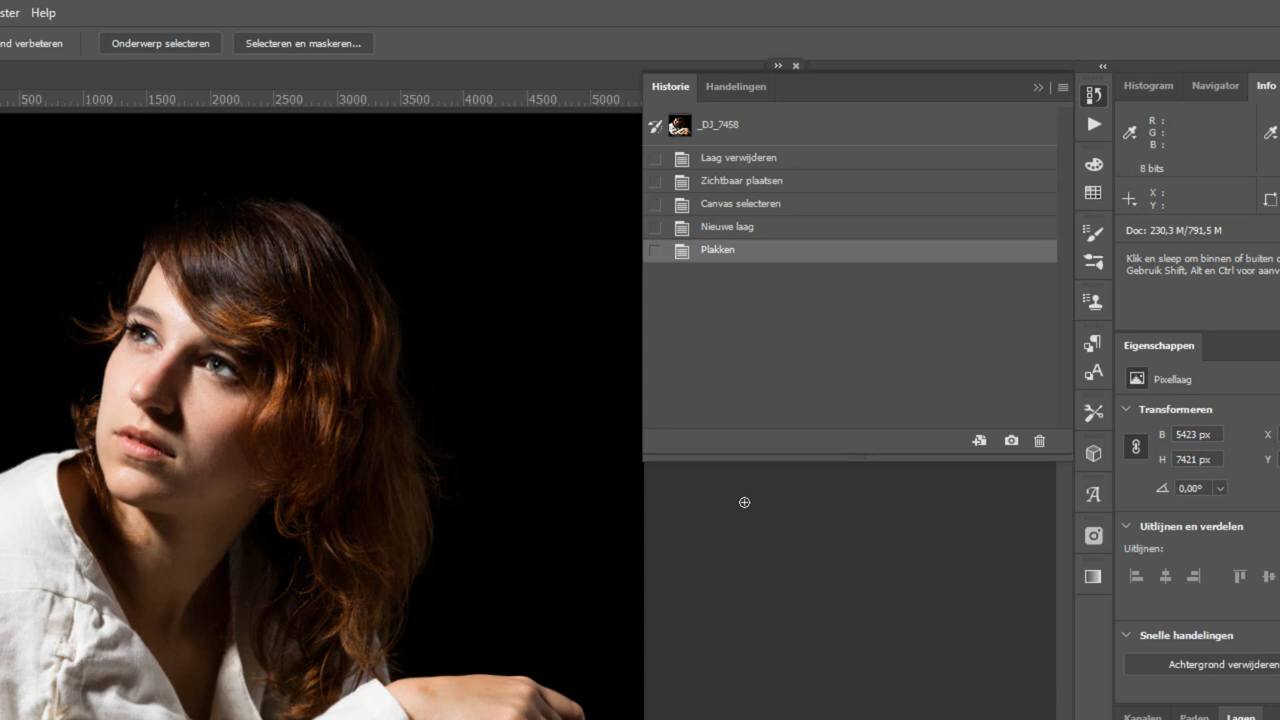 ster Help
nd verbeteren Onderwerp selecteren Selecteren en maskeren...
500 1000 1500 2000 2500 3000 3500 4000 4500 5000
Historie Handelingen
_DJ_7458
Laag verwijderen
Zichtbaar plaatsen
Canvas selecteren
Nieuwe laag
Plakken
Histogram Navigator Info
R :
G :
B :
8 bits
X :
Y :
Doc: 230,3 M/791,5 M
Klik en sleep om binnen of buiten
Gebruik Shift, Alt en Ctrl voor aanv
Eigenschappen
Pixellaag
Transformeren
B 5423 px X
H 7421 px Y
0,00°
Uitlijnen en verdelen
Uitlijnen:
Snelle handelingen
Achtergrond verwijderen
Kanalen Paden Lagen